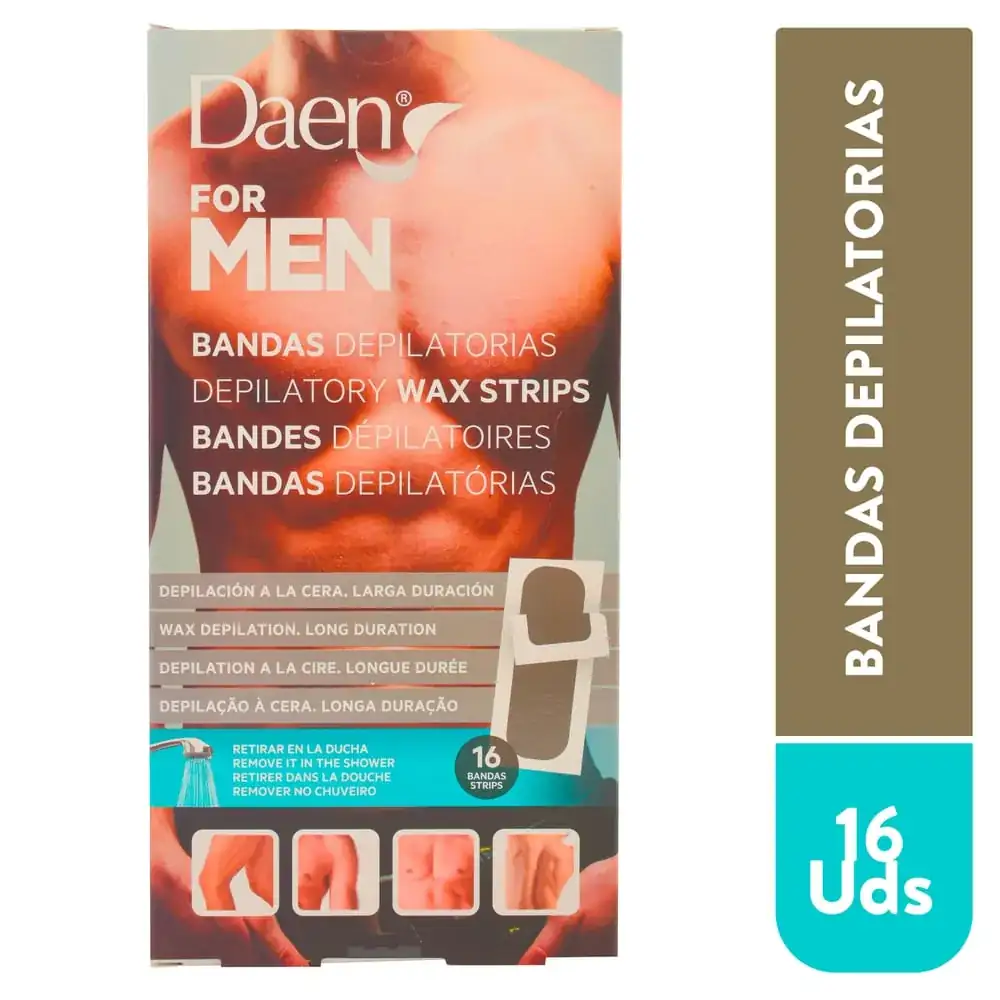 Daen®
FOR
MEN
BANDAS DEPILATORIAS
DEPILATORY WAX STRIPS
BANDES DÉPILATOIRES
BANDAS DEPILATÓRIAS
DEPILACIÓN A LA CERA. LARGA DURACIÓN
WAX DEPILATION. LONG DURATION
DEPILATION A LA CIRE. LONGUE DURÉE
DEPILAÇÃO À CERA. LONGA DURAÇÃO
RETIRAR EN LA DUCHA
REMOVE IT IN THE SHOWER
RETIRER DANS LA DOUCHE
REMOVER NO CHUVEIRO
16
BANDAS
STRIPS
BANDAS DEPILATORIAS
16
Uds